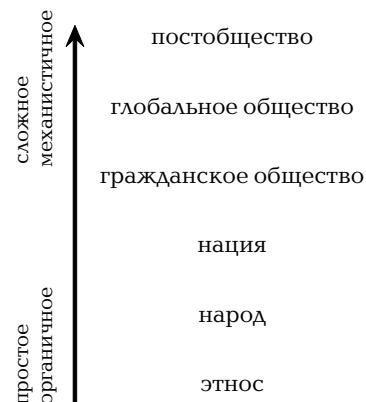 постобщество
глобальное общество
гражданское общество
нация
народ
этнос
сложное
механистичное
простое
органичное